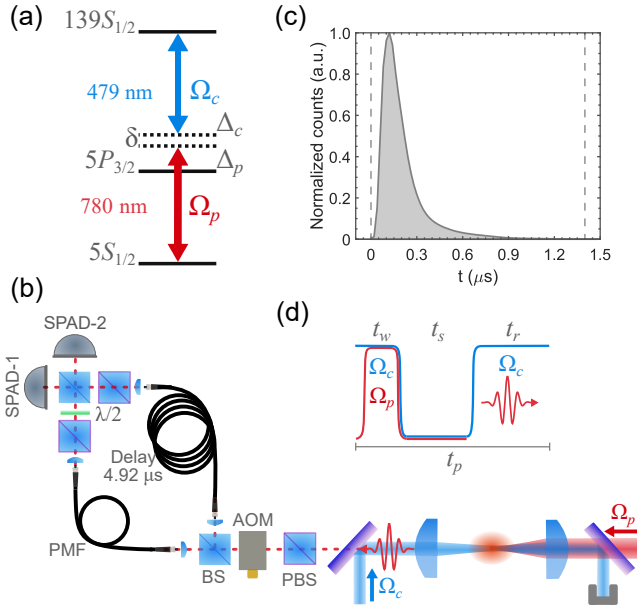 (a)
139S1/2
479 nm
Ωc
δ
Δc
5P3/2
Δp
780 nm
Ωp
5S1/2
(b)
SPAD-2
SPAD-1
λ/2
Delay
4.92 μs
PMF
BS
AOM
PBS
Ωc
Ωp
(c)
Normalized counts (a.u.)
1.0
0.8
0.6
0.4
0.2
0
0
0.3
0.6
0.9
1.2
1.5
t (μs)
(d)
tw
ts
tr
Ωc
Ωp
Ωc
tp